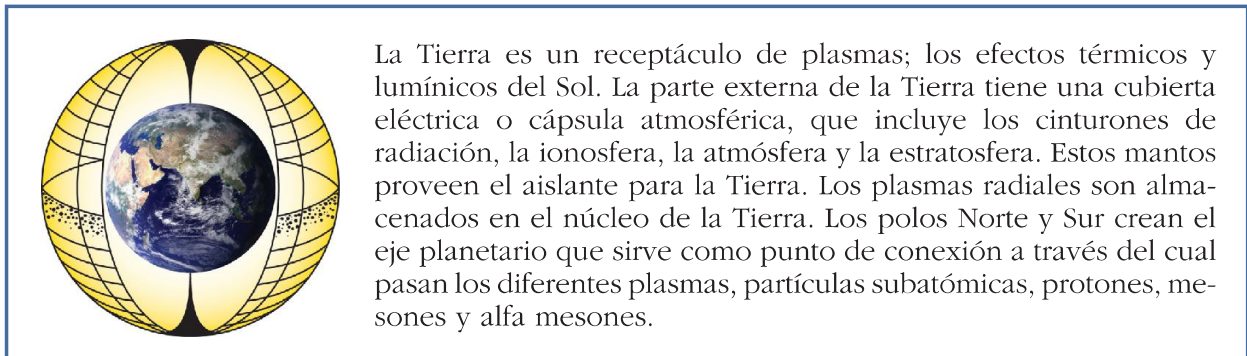 La Tierra es un receptáculo de plasmas; los efectos térmicos y
lumínicos del Sol. La parte externa de la Tierra tiene una cubierta
eléctrica o cápsula atmosférica, que incluye los cinturones de
radiación, la ionosfera, la atmósfera y la estratosfera. Estos mantos
proveen el aislante para la Tierra. Los plasmas radiales son alma-
cenados en el núcleo de la Tierra. Los polos Norte y Sur crean el
eje planetario que sirve como punto de conexión a través del cual
pasan los diferentes plasmas, partículas subatómicas, protones, me-
sones y alfa mesones.